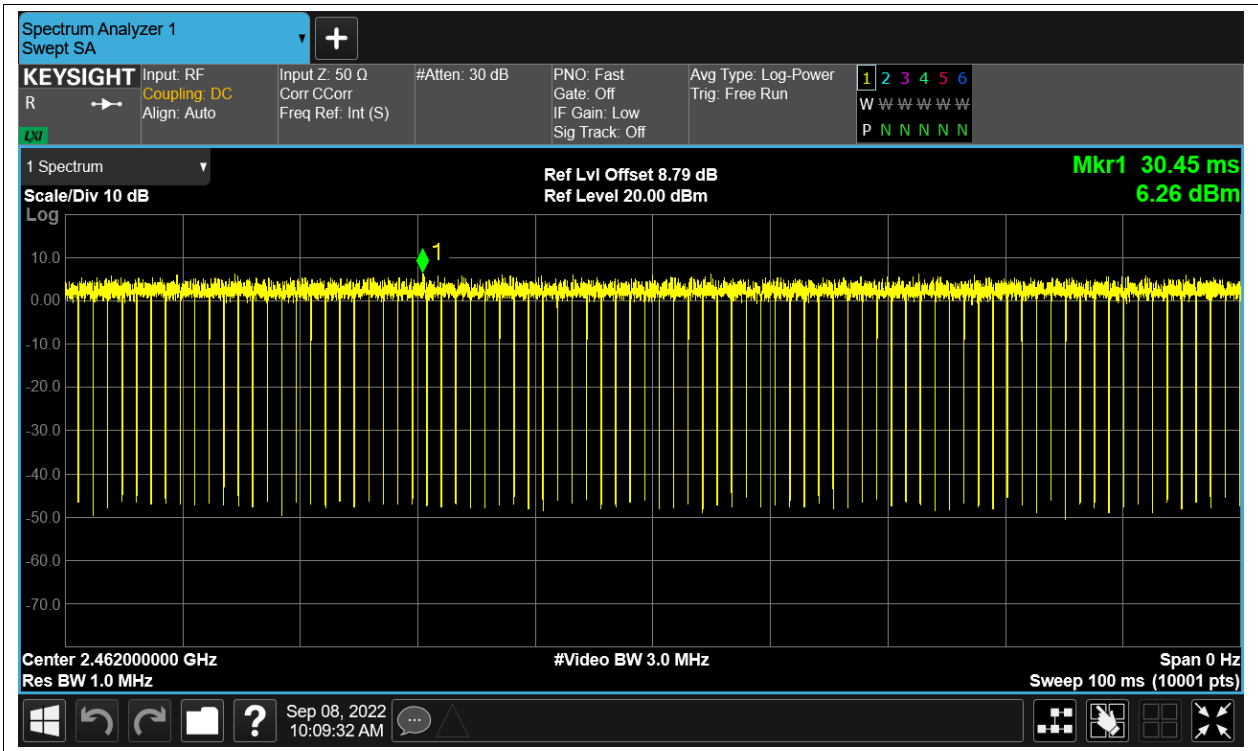 Spectrum Analyzer 1
Swept SA
KEYSIGHT
R
LXI
Input: RF
Coupling: DC
Align: Auto
Input Z: 50 Ω
Corr CCorr
Freq Ref: Int (S)
#Atten: 30 dB
PNO: Fast
Gate: Off
IF Gain: Low
Sig Track: Off
Avg Type: Log-Power
Trig: Free Run
1 2 3 4 5 6
W W W W W W
P N N N N N
1 Spectrum
Scale/Div 10 dB
Ref Lvl Offset 8.79 dB
Ref Level 20.00 dBm
Mkr1 30.45 ms
6.26 dBm
Log
1
10.0
0.00
-10.0
-20.0
-30.0
-40.0
-50.0
-60.0
-70.0
Center 2.462000000 GHz
#Video BW 3.0 MHz
Span 0 Hz
Res BW 1.0 MHz
Sweep 100 ms (10001 pts)
?
Sep 08, 2022
10:09:32 AM